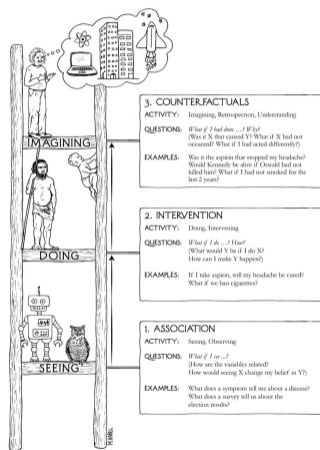 3. COUNTERFACTUALS
ACTIVITY: Imagining, Retrospection, Understanding
QUESTIONS: What if I had done ...? Why?
(Was it X that caused Y? What if X had not
occurred? What if I had acted differently?)
EXAMPLES: Was it the aspirin that stopped my headache?
Would Kennedy be alive if Oswald had not
killed him? What if I had not smoked for the
last 2 years?
IMAGINING
2. INTERVENTION
ACTIVITY: Doing, Intervening
QUESTIONS: What if I do ...? How?
(What would Y be if I do X?
How can I make Y happen?)
EXAMPLES: If I take aspirin, will my headache be cured?
What if we ban cigarettes?
DOING
1. ASSOCIATION
ACTIVITY: Seeing, Observing
QUESTIONS: What if I see ...?
(How are the variables related?
How would seeing X change my belief in Y?)
EXAMPLES: What does a symptom tell me about a disease?
What does a survey tell us about the
election results?
SEEING